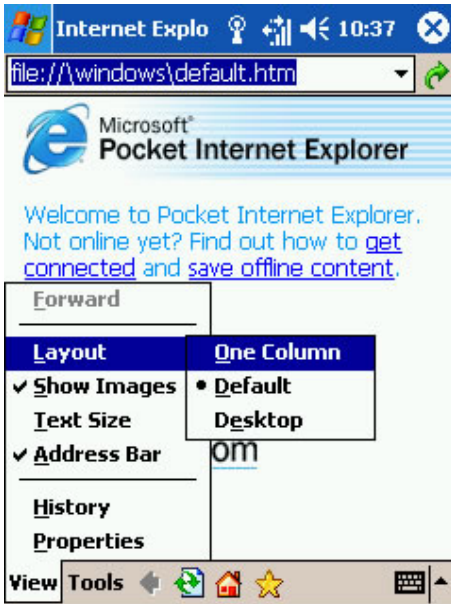 Internet Explo 10:37
file://\windows\default.htm
Microsoft®
Pocket Internet Explorer
Welcome to Pocket Internet Explorer.
Not online yet? Find out how to get
connected and save offline content.
Forward
Layout
One Column
Show Images
Default
Text Size
Desktop
Address Bar
om
History
Properties
View Tools